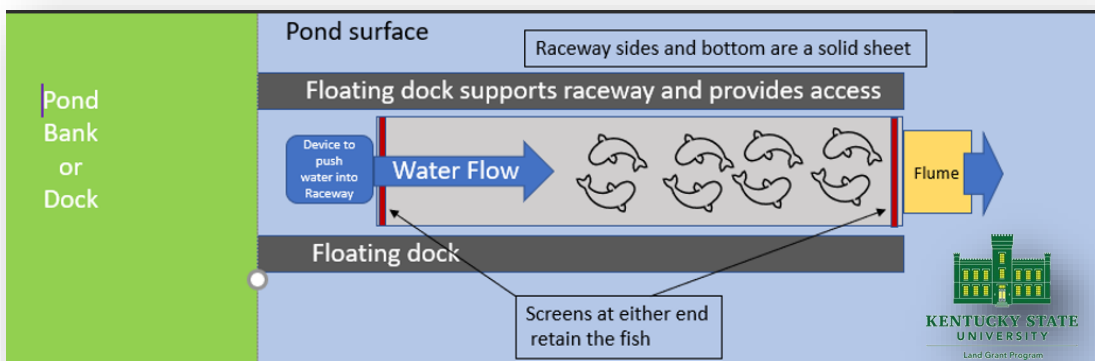 Pond surface
Raceway sides and bottom are a solid sheet
Floating dock supports raceway and provides access
Pond
Bank
or
Dock
Device to
push
water into
Raceway
Water Flow
Flume
Floating dock
Screens at either end
retain the fish
KENTUCKY STATE
UNIVERSITY
Land Grant Program